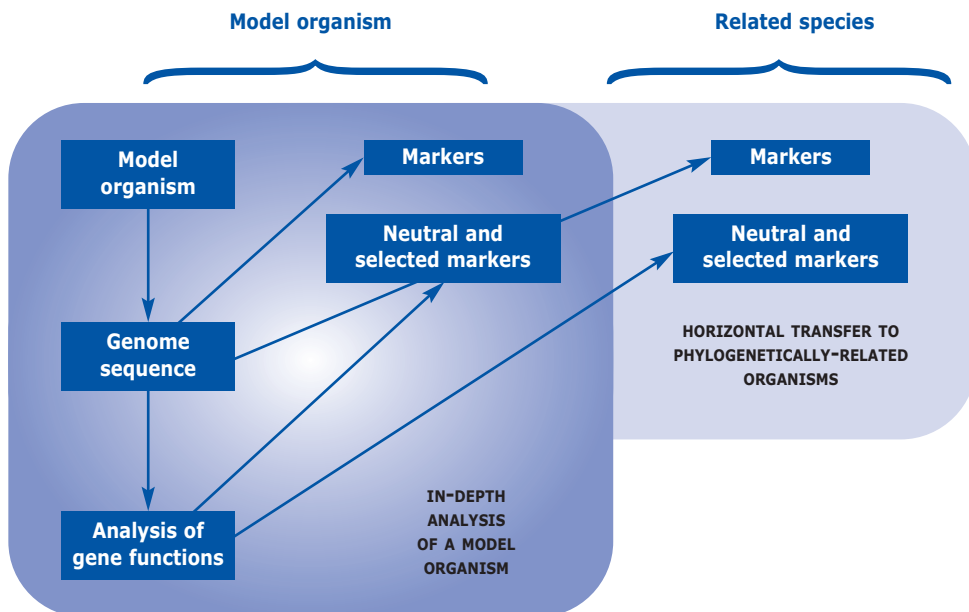 Model organism
Related species
Model
organism
Markers
Markers
Neutral and
selected markers
Neutral and
selected markers
Genome
sequence
HORIZONTAL TRANSFER TO
PHYLOGENETICALLY-RELATED
ORGANISMS
Analysis of
gene functions
IN-DEPTH
ANALYSIS
OF A MODEL
ORGANISM